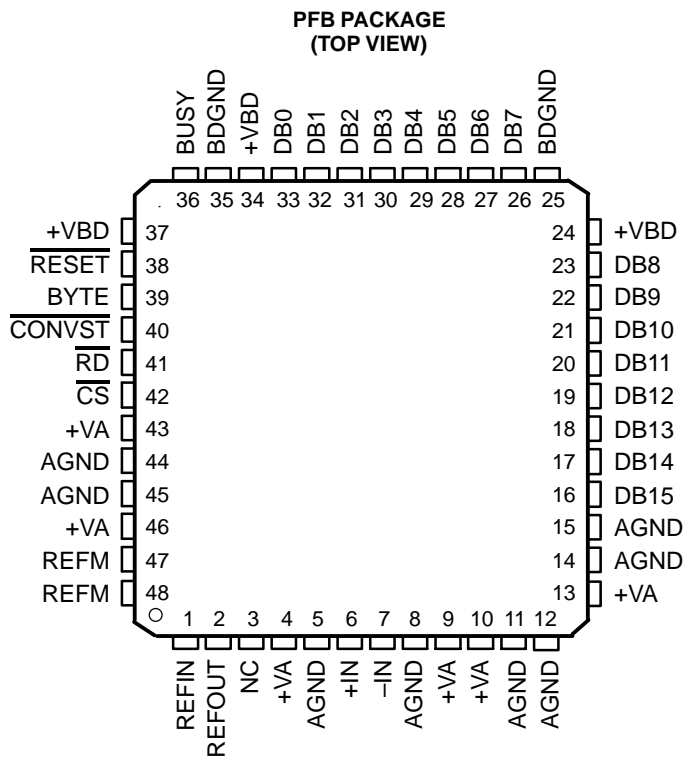 PFB PACKAGE
(TOP VIEW)
BUSY BDGND +VBD DB0 DB1 DB2 DB3 DB4 DB5 DB6 DB7 BDGND
36 35 34 33 32 31 30 29 28 27 26 25
+VBD 37 24 +VBD
RESET 38 23 DB8
BYTE 39 22 DB9
CONVST 40 21 DB10
RD 41 20 DB11
CS 42 19 DB12
+VA 43 18 DB13
AGND 44 17 DB14
AGND 45 16 DB15
+VA 46 15 AGND
REFM 47 14 AGND
REFM 48 13 +VA
1 2 3 4 5 6 7 8 9 10 11 12
REFIN REFOUT NC +VA AGND +IN –IN AGND +VA +VA AGND AGND